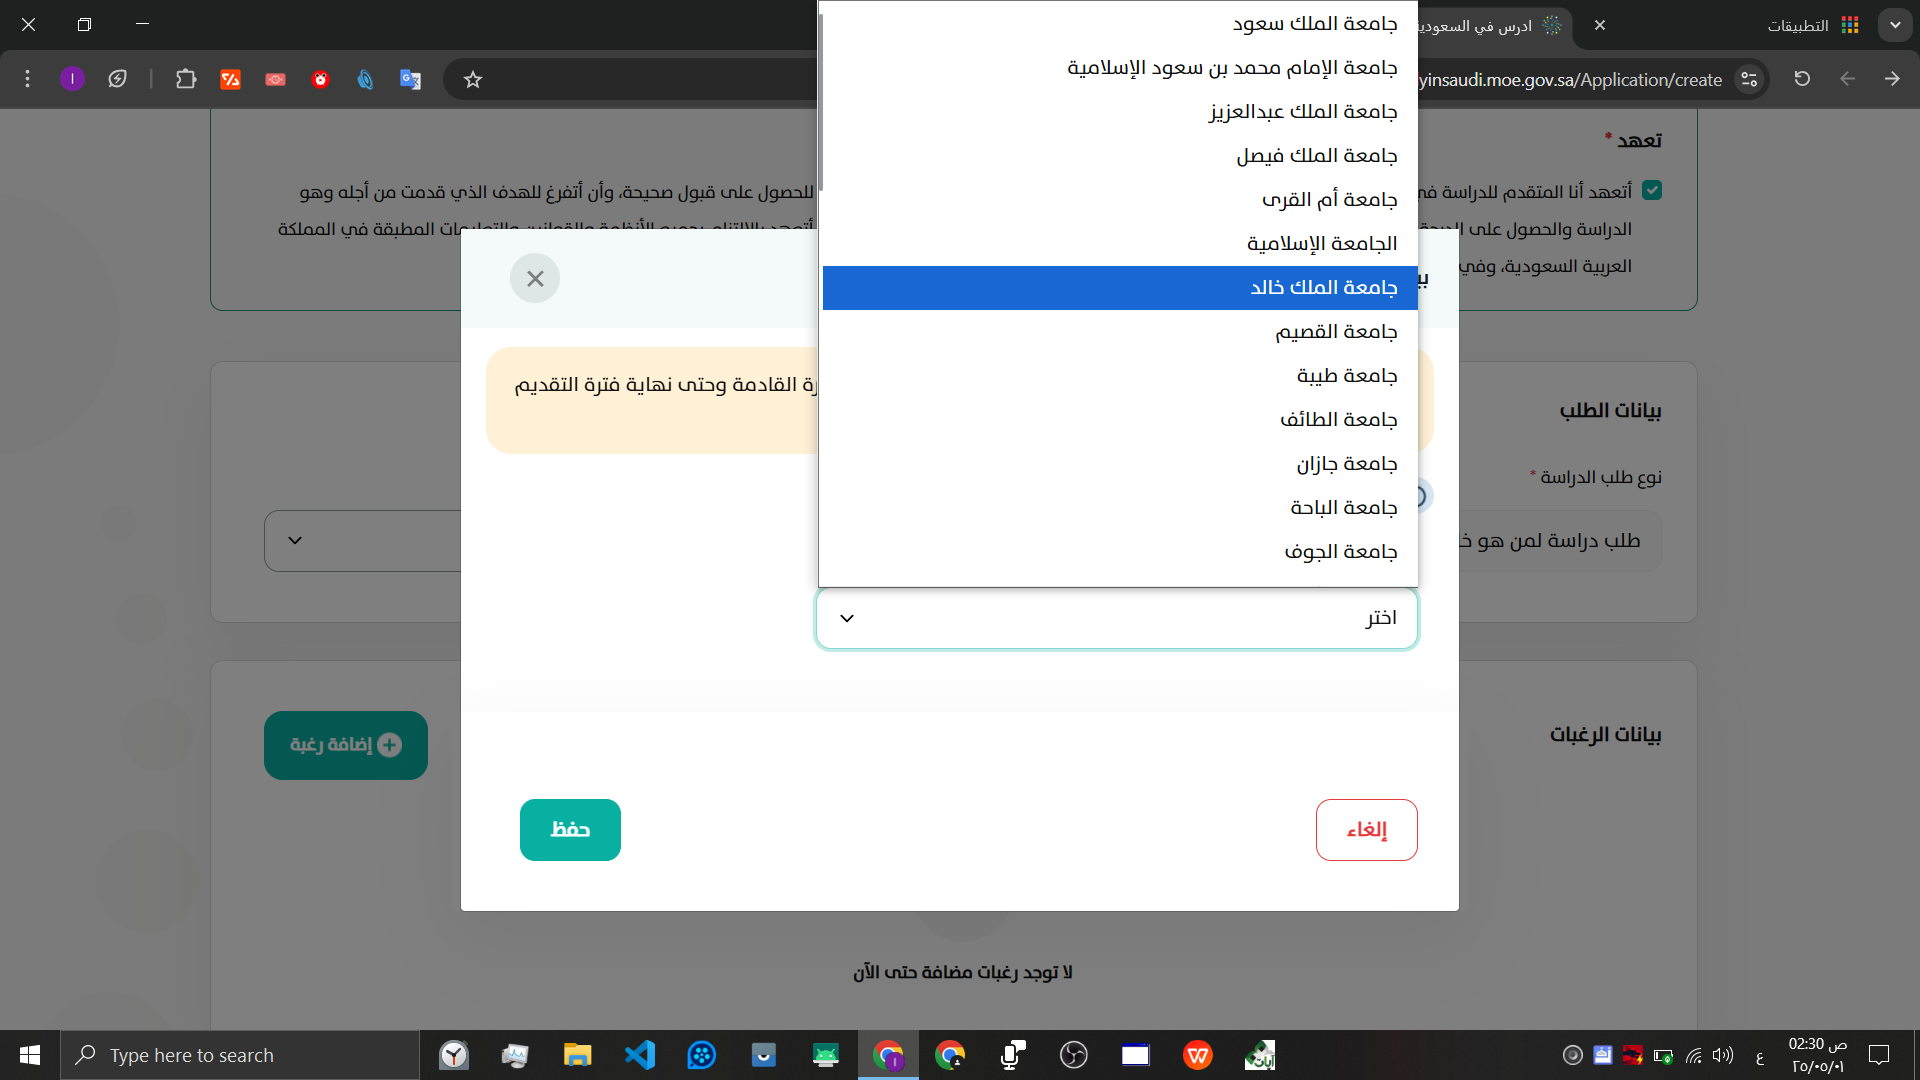 التطبيقات
ادرس في السعودية
yinsaudi.moe.gov.sa/Application/create
جامعة الملك سعود
جامعة الإمام محمد بن سعود الإسلامية
جامعة الملك عبدالعزيز
جامعة الملك فيصل
جامعة أم القرى
الجامعة الإسلامية
جامعة الملك خالد
جامعة القصيم
جامعة طيبة
جامعة الطائف
جامعة جازان
جامعة الباحة
جامعة الجوف
اختر
تعهد *
أتعهد أنا المتقدم للدراسة في للحصول على قبول صحيحة، وأن أتفرغ للهدف الذي قدمت من أجله وهو
الدراسة والحصول على أتعهد بالالتزام بجميع الأنظمة والقوانين والتعليمات المطبقة في المملكة
العربية السعودية، وفي
القادمة وحتى نهاية فترة التقديم
بيانات الطلب
نوع طلب الدراسة *
طلب دراسة لمن هو
بيانات الرغبات
إضافة رغبة
إلغاء
حفظ
لا توجد رغبات مضافة حتى الآن
Type here to search
ع
02:30 ص